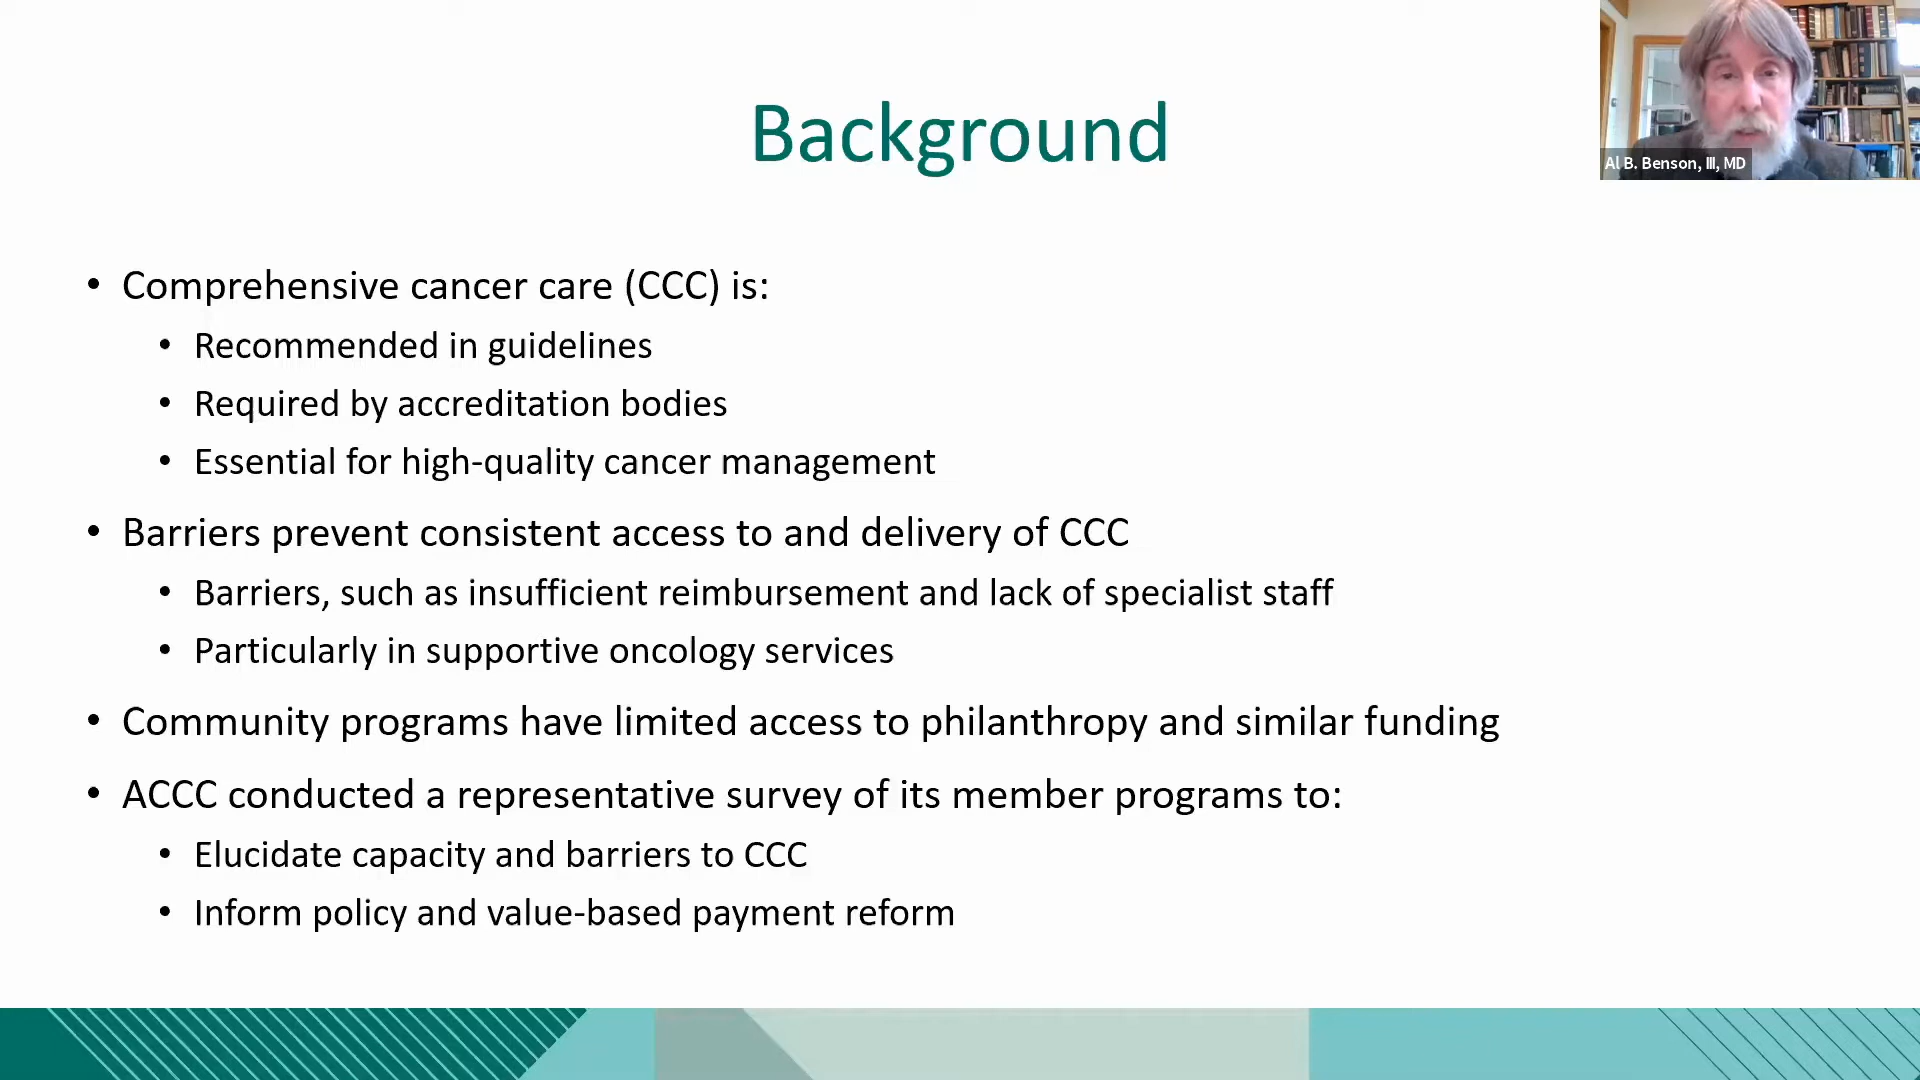 Background
Al B. Benson, III, MD
• Comprehensive cancer care (CCC) is:
• Recommended in guidelines
• Required by accreditation bodies
• Essential for high-quality cancer management
• Barriers prevent consistent access to and delivery of CCC
• Barriers, such as insufficient reimbursement and lack of specialist staff
• Particularly in supportive oncology services
• Community programs have limited access to philanthropy and similar funding
• ACCC conducted a representative survey of its member programs to:
• Elucidate capacity and barriers to CCC
• Inform policy and value-based payment reform